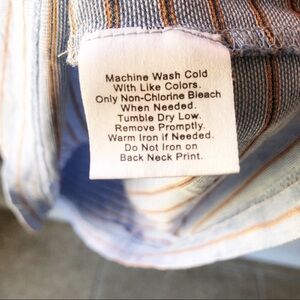 Machine Wash Cold
With Like Colors.
Only Non-Chlorine Bleach
When Needed.
Tumble Dry Low.
Remove Promptly.
Warm Iron if Needed.
Do Not Iron on
Back Neck Print.